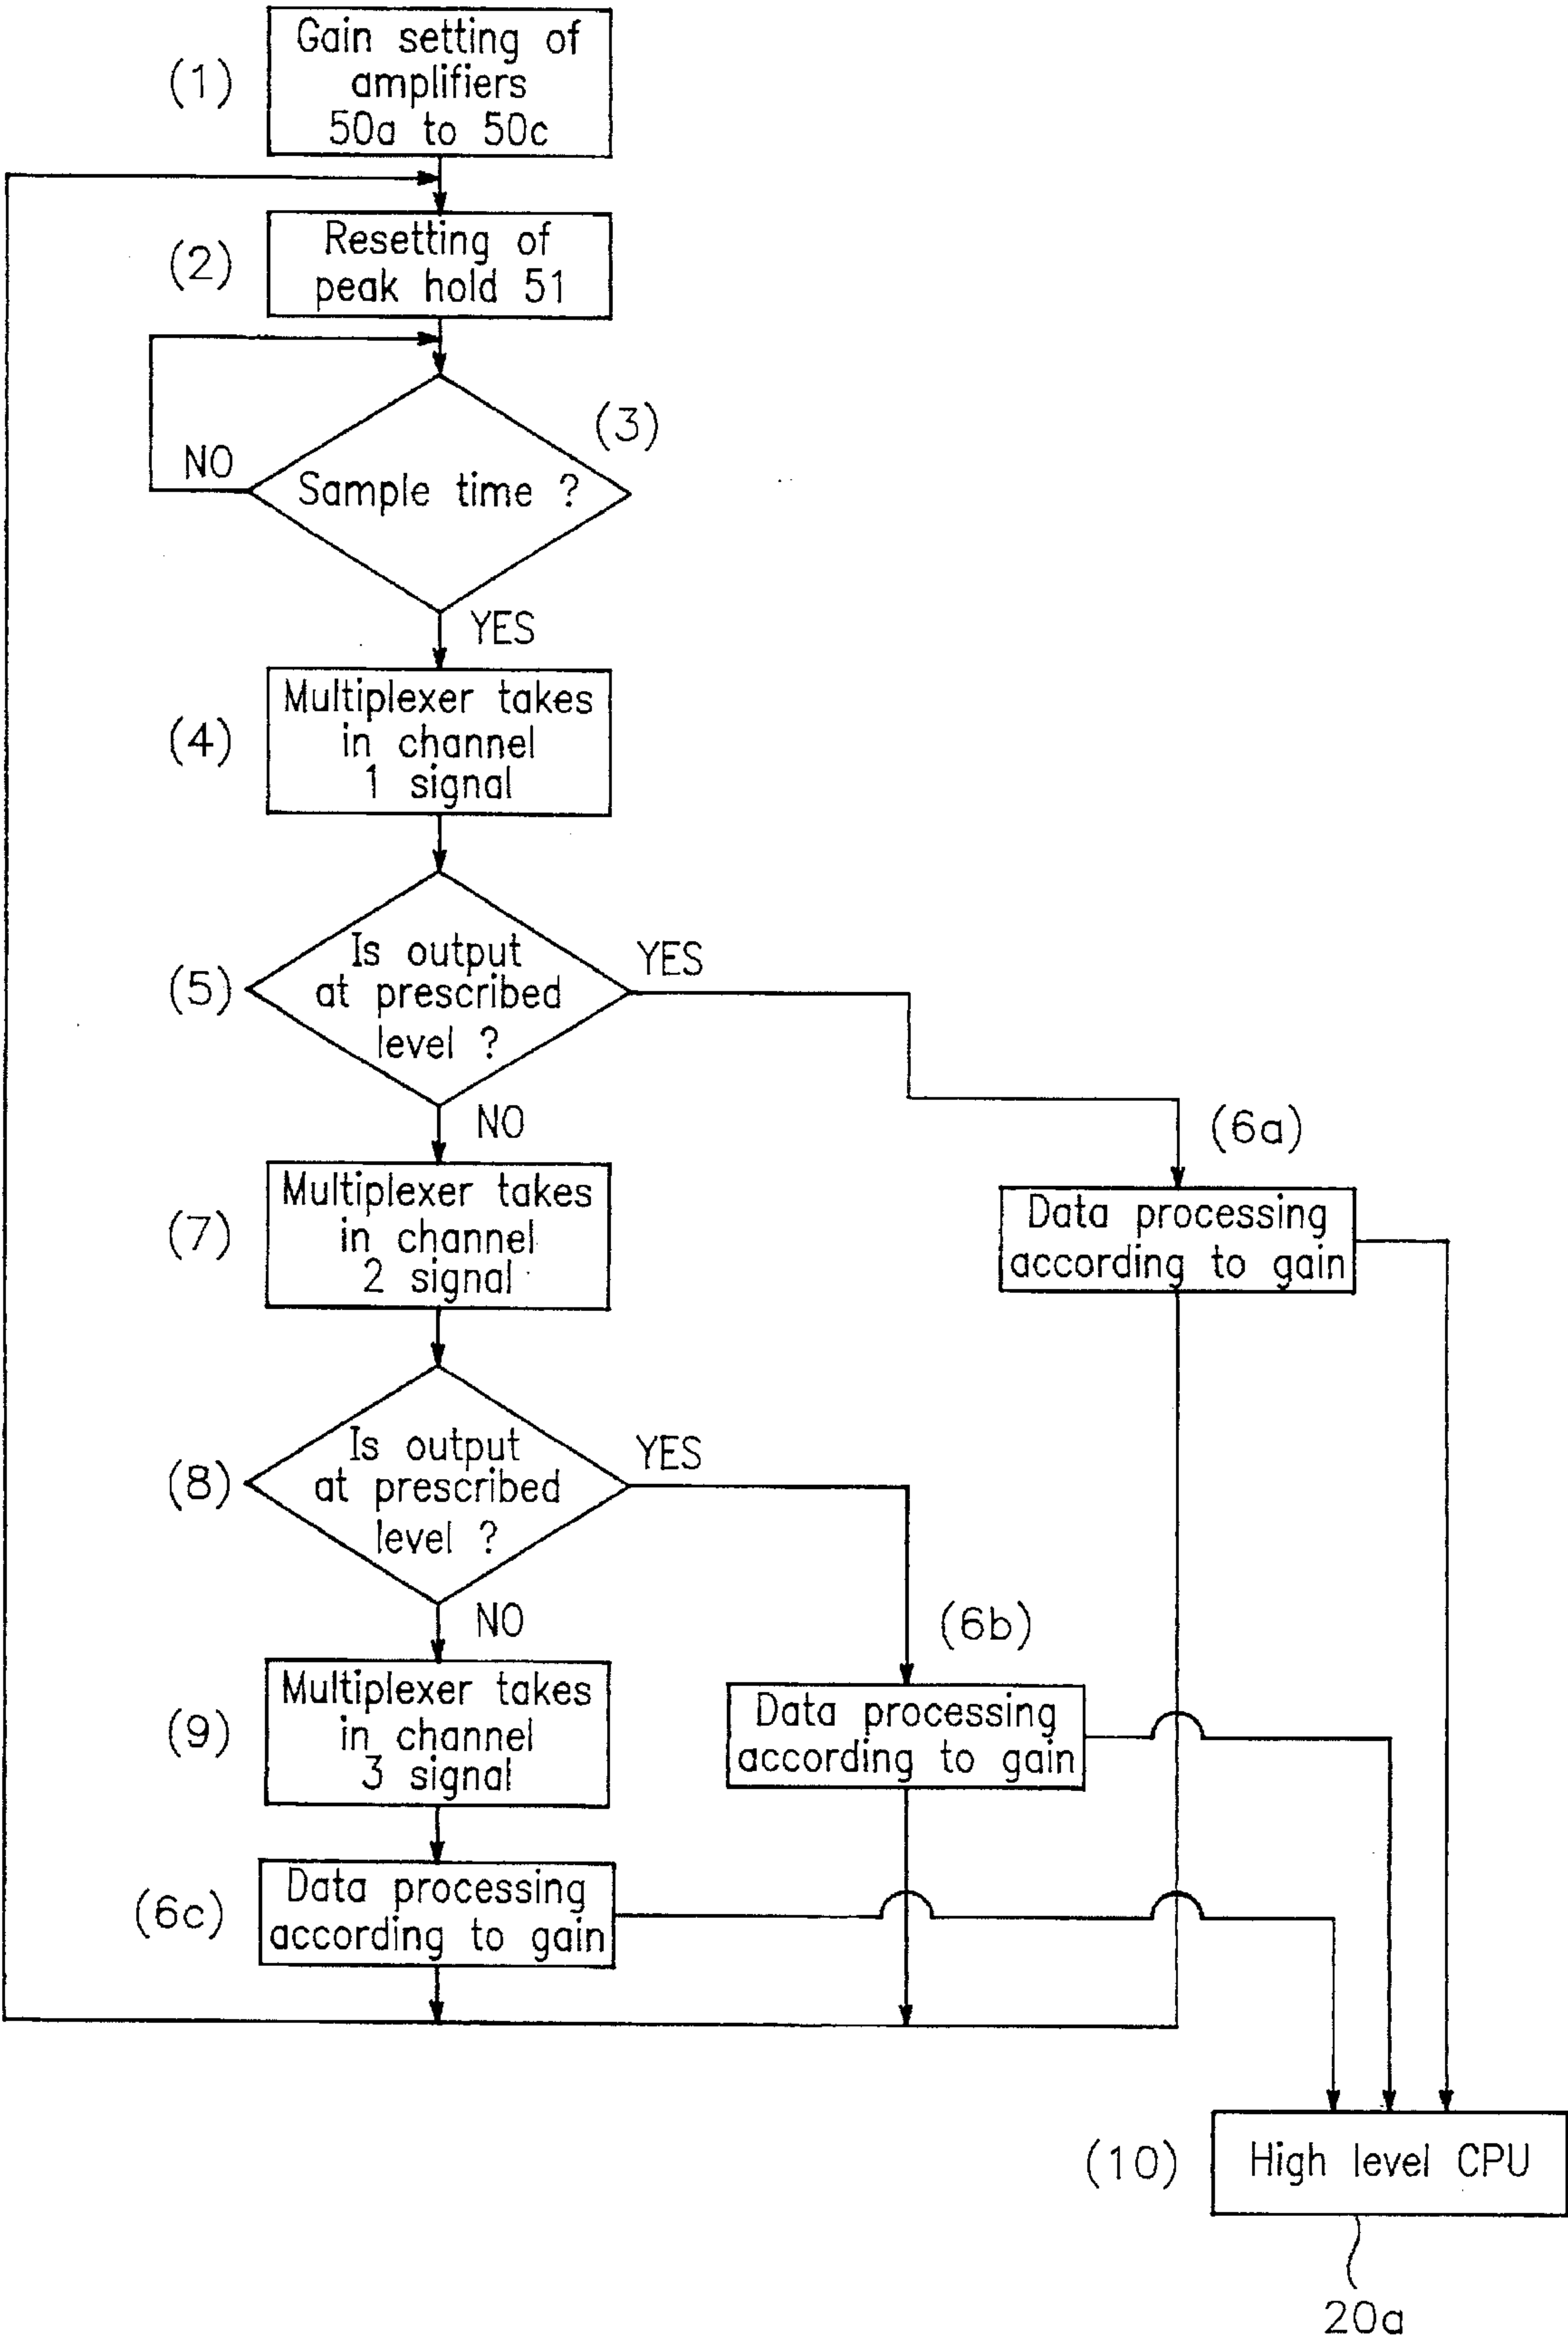 (1)
Gain setting of
amplifiers
50a to 50c
(2)
Resetting of
peak hold 51
(3)
NO
Sample time ?
YES
(4)
Multiplexer takes
in channel
1 signal
(5)
Is output
at prescribed
level ?
YES
NO
(6a)
Data processing
according to gain
(7)
Multiplexer takes
in channel
2 signal
(8)
Is output
at prescribed
level ?
YES
NO
(6b)
Data processing
according to gain
(9)
Multiplexer takes
in channel
3 signal
(6c)
Data processing
according to gain
(10)
High level CPU
20a